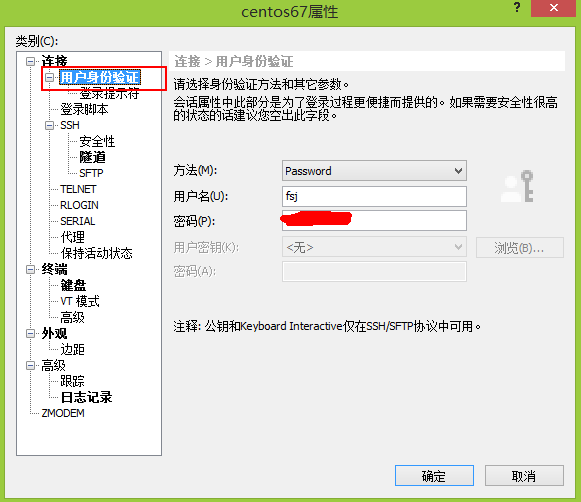 centos67属性
?
×
类别(C):
连接
用户身份验证
登录提示符
登录脚本
SSH
安全性
隧道
SFTP
TELNET
RLOGIN
SERIAL
代理
保持活动状态
终端
键盘
VT 模式
高级
外观
边距
高级
跟踪
日志记录
ZMODEM
连接 > 用户身份验证
请选择身份验证方法和其它参数。
会话属性中此部分是为了登录过程更便捷而提供的。如果需要安全性很高
的状态的话建议您空出此字段。
方法(M): Password
用户名(U): fsj
密码(P):
用户密钥(K): <无> 浏览(B)...
密码(A):
注释: 公钥和Keyboard Interactive仅在SSH/SFTP协议中可用。
确定 取消